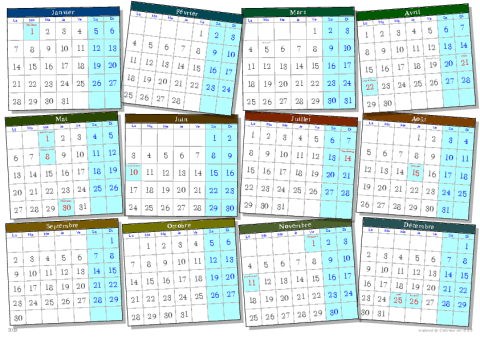 Janvier
Lu Ma Me Je Ve Sa Di
1 2 3 4 5 6
7 8 9 10 11 12 13
14 15 16 17 18 19 20
21 22 23 24 25 26 27
28 29 30 31
Février
Lu Ma Me Je Ve Sa Di
1 2 3
4 5 6 7 8 9 10
11 12 13 14 15 16 17
18 19 20 21 22 23 24
25 26 27 28
Mars
Lu Ma Me Je Ve Sa Di
1 2 3
4 5 6 7 8 9 10
11 12 13 14 15 16 17
18 19 20 21 22 23 24
25 26 27 28 29 30 31
Avril
Lu Ma Me Je Ve Sa Di
1 2 3 4 5 6 7
8 9 10 11 12 13 14
15 16 17 18 19 20 21
22 23 24 25 26 27 28
29 30
Mai
Lu Ma Me Je Ve Sa Di
1 2 3 4 5
6 7 8 9 10 11 12
13 14 15 16 17 18 19
20 21 22 23 24 25 26
27 28 29 30 31
Juin
Lu Ma Me Je Ve Sa Di
1 2
3 4 5 6 7 8 9
10 11 12 13 14 15 16
17 18 19 20 21 22 23
24 25 26 27 28 29 30
Juillet
Lu Ma Me Je Ve Sa Di
1 2 3 4 5 6 7
8 9 10 11 12 13 14
15 16 17 18 19 20 21
22 23 24 25 26 27 28
29 30 31
Août
Lu Ma Me Je Ve Sa Di
1 2 3 4
5 6 7 8 9 10 11
12 13 14 15 16 17 18
19 20 21 22 23 24 25
26 27 28 29 30 31
Septembre
Lu Ma Me Je Ve Sa Di
1
2 3 4 5 6 7 8
9 10 11 12 13 14 15
16 17 18 19 20 21 22
23 24 25 26 27 28 29
30
Octobre
Lu Ma Me Je Ve Sa Di
1 2 3 4 5 6
7 8 9 10 11 12 13
14 15 16 17 18 19 20
21 22 23 24 25 26 27
28 29 30 31
Novembre
Lu Ma Me Je Ve Sa Di
1 2 3
4 5 6 7 8 9 10
11 12 13 14 15 16 17
18 19 20 21 22 23 24
25 26 27 28 29 30
Décembre
Lu Ma Me Je Ve Sa Di
1
2 3 4 5 6 7 8
9 10 11 12 13 14 15
16 17 18 19 20 21 22
23 24 25 26 27 28 29
30 31